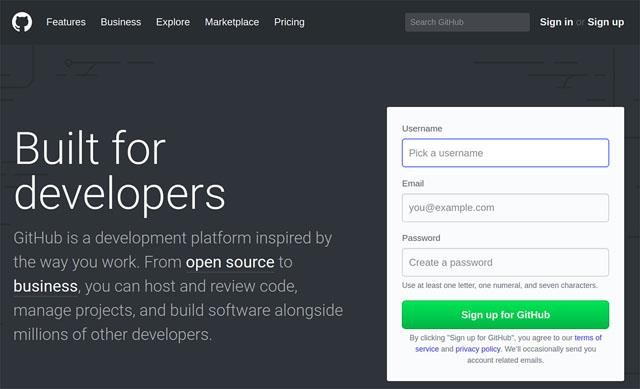 Features Business Explore Marketplace Pricing Search GitHub Sign in or Sign up
Built for
developers
GitHub is a development platform inspired by
the way you work. From open source to
business, you can host and review code,
manage projects, and build software alongside
millions of other developers.
Username
Pick a username
Email
you@example.com
Password
Create a password
Use at least one letter, one numeral, and seven characters.
Sign up for GitHub
By clicking "Sign up for GitHub", you agree to our terms of
service and privacy policy. We'll occasionally send you
account related emails.